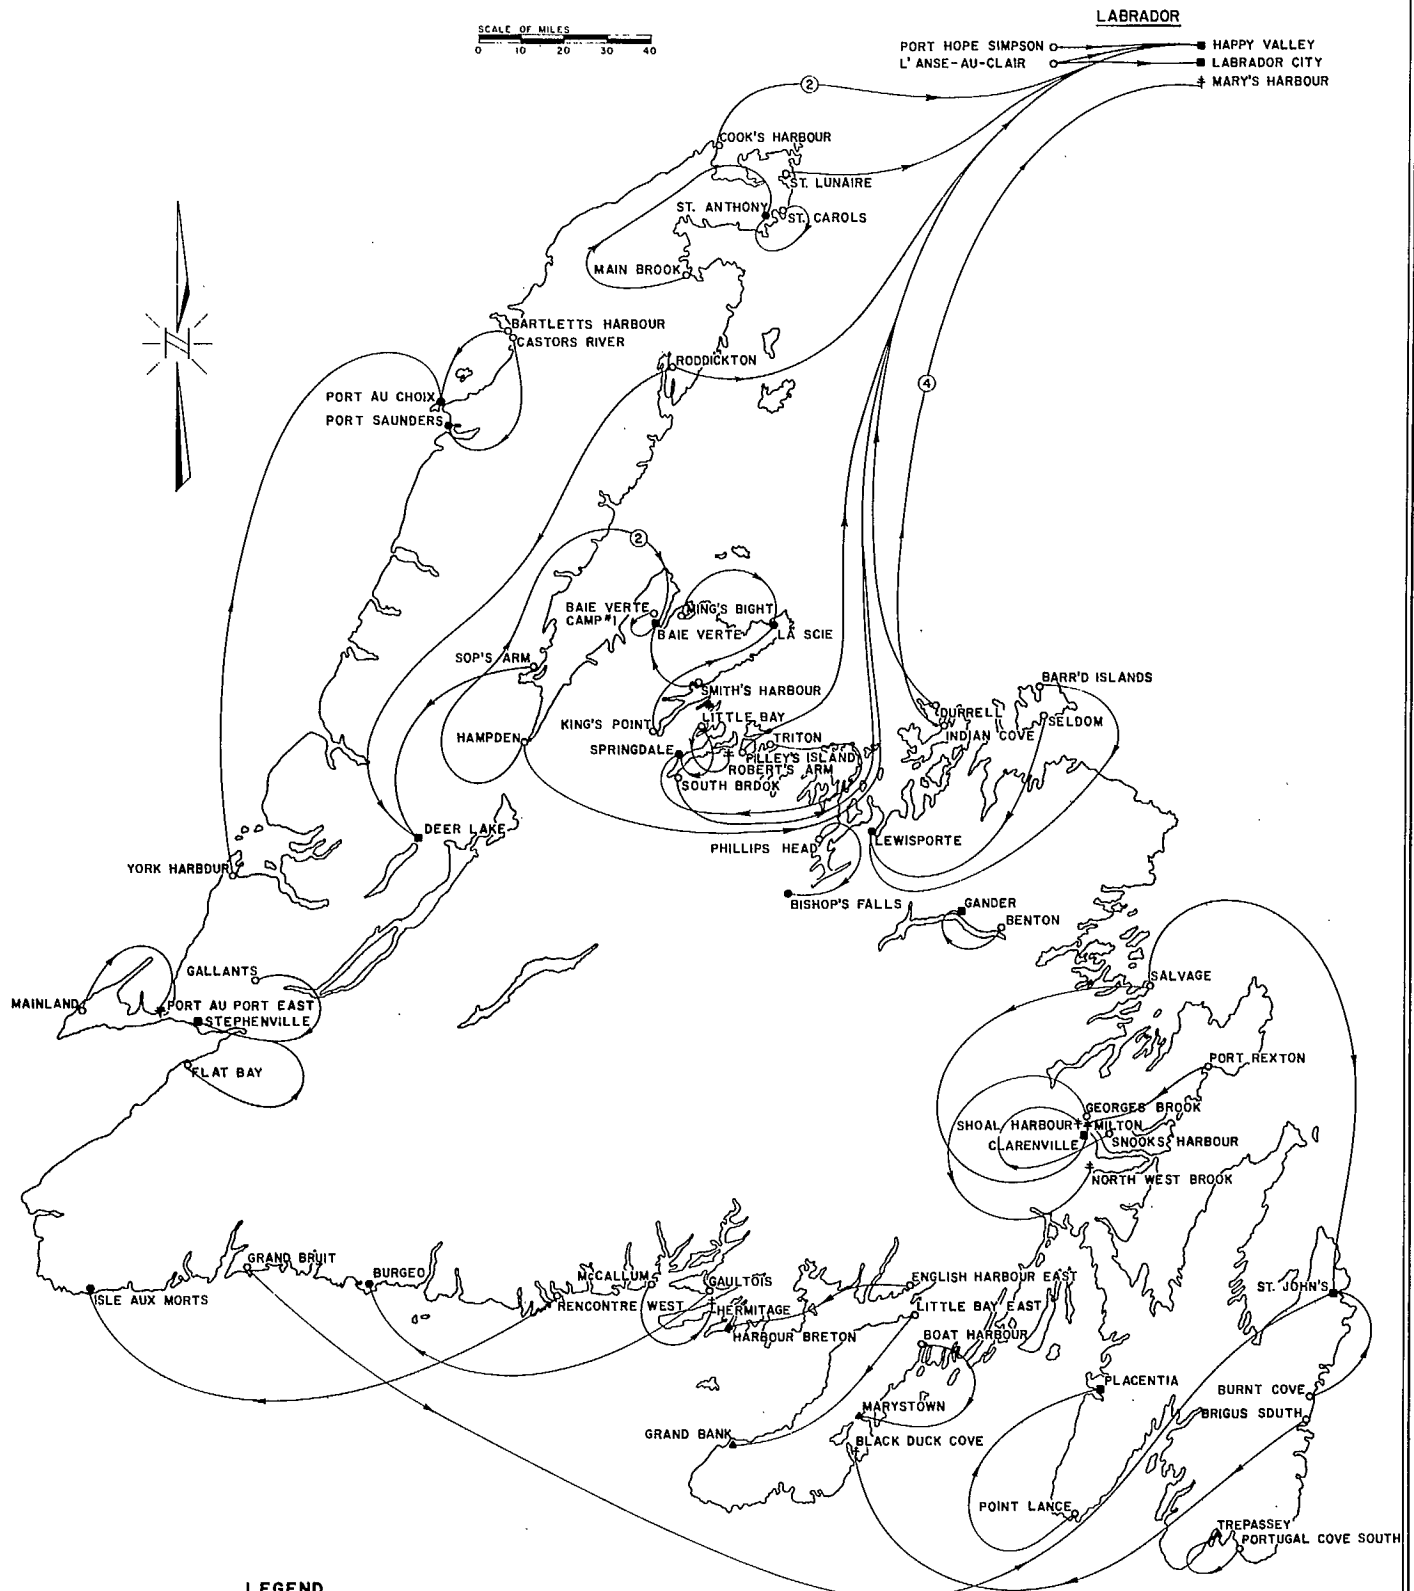 SCALE OF MILES
0 10 20 30 40
LABRADOR
PORT HOPE SIMPSON
HAPPY VALLEY
L'ANSE-AU-CLAIR
LABRADOR CITY
MARY'S HARBOUR
2
COOK'S HARBOUR
ST. LUNAIRE
ST. ANTHONY
ST. CAROLS
MAIN BROOK
N
BARTLETTS HARBOUR
CASTORS RIVER
RODDICKTON
PORT AU CHOIX
PORT SAUNDERS
4
2
BAIE VERTE
CAMP #1
MING'S BIGHT
BAIE VERTE
LA SCIE
SOP'S ARM
SMITH'S HARBOUR
BARR'D ISLANDS
DURRELL
SELDOM
INDIAN COVE
KING'S POINT
LITTLE BAY
HAMPDEN
TRITON
SPRINGDALE
PILLEY'S ISLAND
ROBERT'S ARM
SOUTH BROOK
DEER LAKE
PHILLIPS HEAD
LEWISPORTE
YORK HARBOUR
BISHOP'S FALLS
GANDER
BENTON
GALLANTS
SALVAGE
MAINLAND
PORT AU PORT EAST
STEPHENVILLE
FLAT BAY
PORT REXTON
GEORGES BROOK
SHOAL HARBOUR
MILTON
CLARENVILLE
SNOOKS HARBOUR
NORTH WEST BROOK
GRAND BRUIT
BURGEO
McCALLUM
GAULTOIS
ENGLISH HARBOUR EAST
ISLE AUX MORTS
RENCONTRE WEST
HERMITAGE
LITTLE BAY EAST
ST. JOHN'S
HARBOUR BRETON
BOAT HARBOUR
PLACENTIA
BURNT COVE
MARYSTOWN
BRIGUS SOUTH
GRAND BANK
BLACK DUCK COVE
POINT LANCE
TREPASSEY
PORTUGAL COVE SOUTH
LEGEND